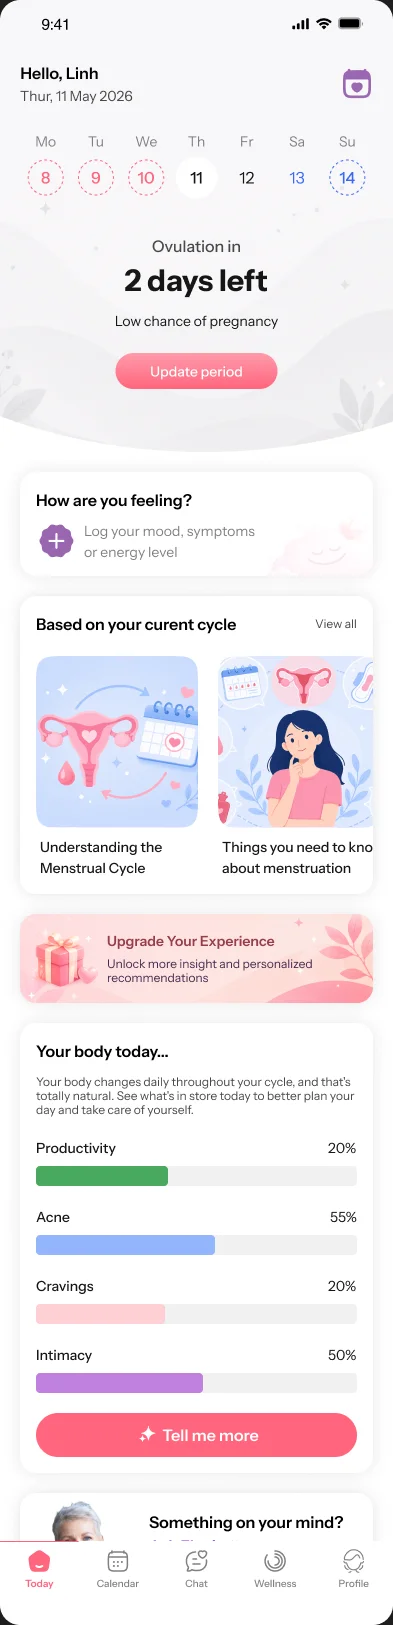 9:41
Hello, Linh
Thur, 11 May 2026
Mo Tu We Th Fr Sa Su
8 9 10 11 12 13 14
Ovulation in
2 days left
Low chance of pregnancy
Update period
How are you feeling?
Log your mood, symptoms
or energy level
Based on your curent cycle
View all
Understanding the
Menstrual Cycle
Things you need to kno
about menstruation
Upgrade Your Experience
Unlock more insight and personalized
recommendations
Your body today...
Your body changes daily throughout your cycle, and that's
totally natural. See what's in store today to better plan your
day and take care of yourself.
Productivity 20%
Acne 55%
Cravings 20%
Intimacy 50%
Tell me more
Something on your mind?
Today Calendar Chat Wellness Profile